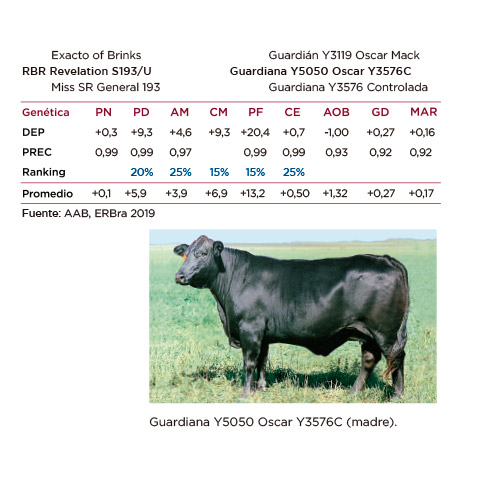 Exacto of Brinks Guardián Y3119 Oscar Mack
RBR Revelation S193/U Guardiana Y5050 Oscar Y3576C
Miss SR General 193 Guardiana Y3576 Controlada
Genética PN PD AM CM PF CE AOB GD MAR
DEP +0,3 +9,3 +4,6 +9,3 +20,4 +0,7 -1,00 +0,27 +0,16
PREC 0,99 0,99 0,97 0,99 0,99 0,93 0,92 0,92
Ranking 20% 25% 15% 15% 25%
Promedio +0,1 +5,9 +3,9 +6,9 +13,2 +0,50 +1,32 +0,27 +0,17
Fuente: AAB, ERBra 2019
Guardiana Y5050 Oscar Y3576C (madre).